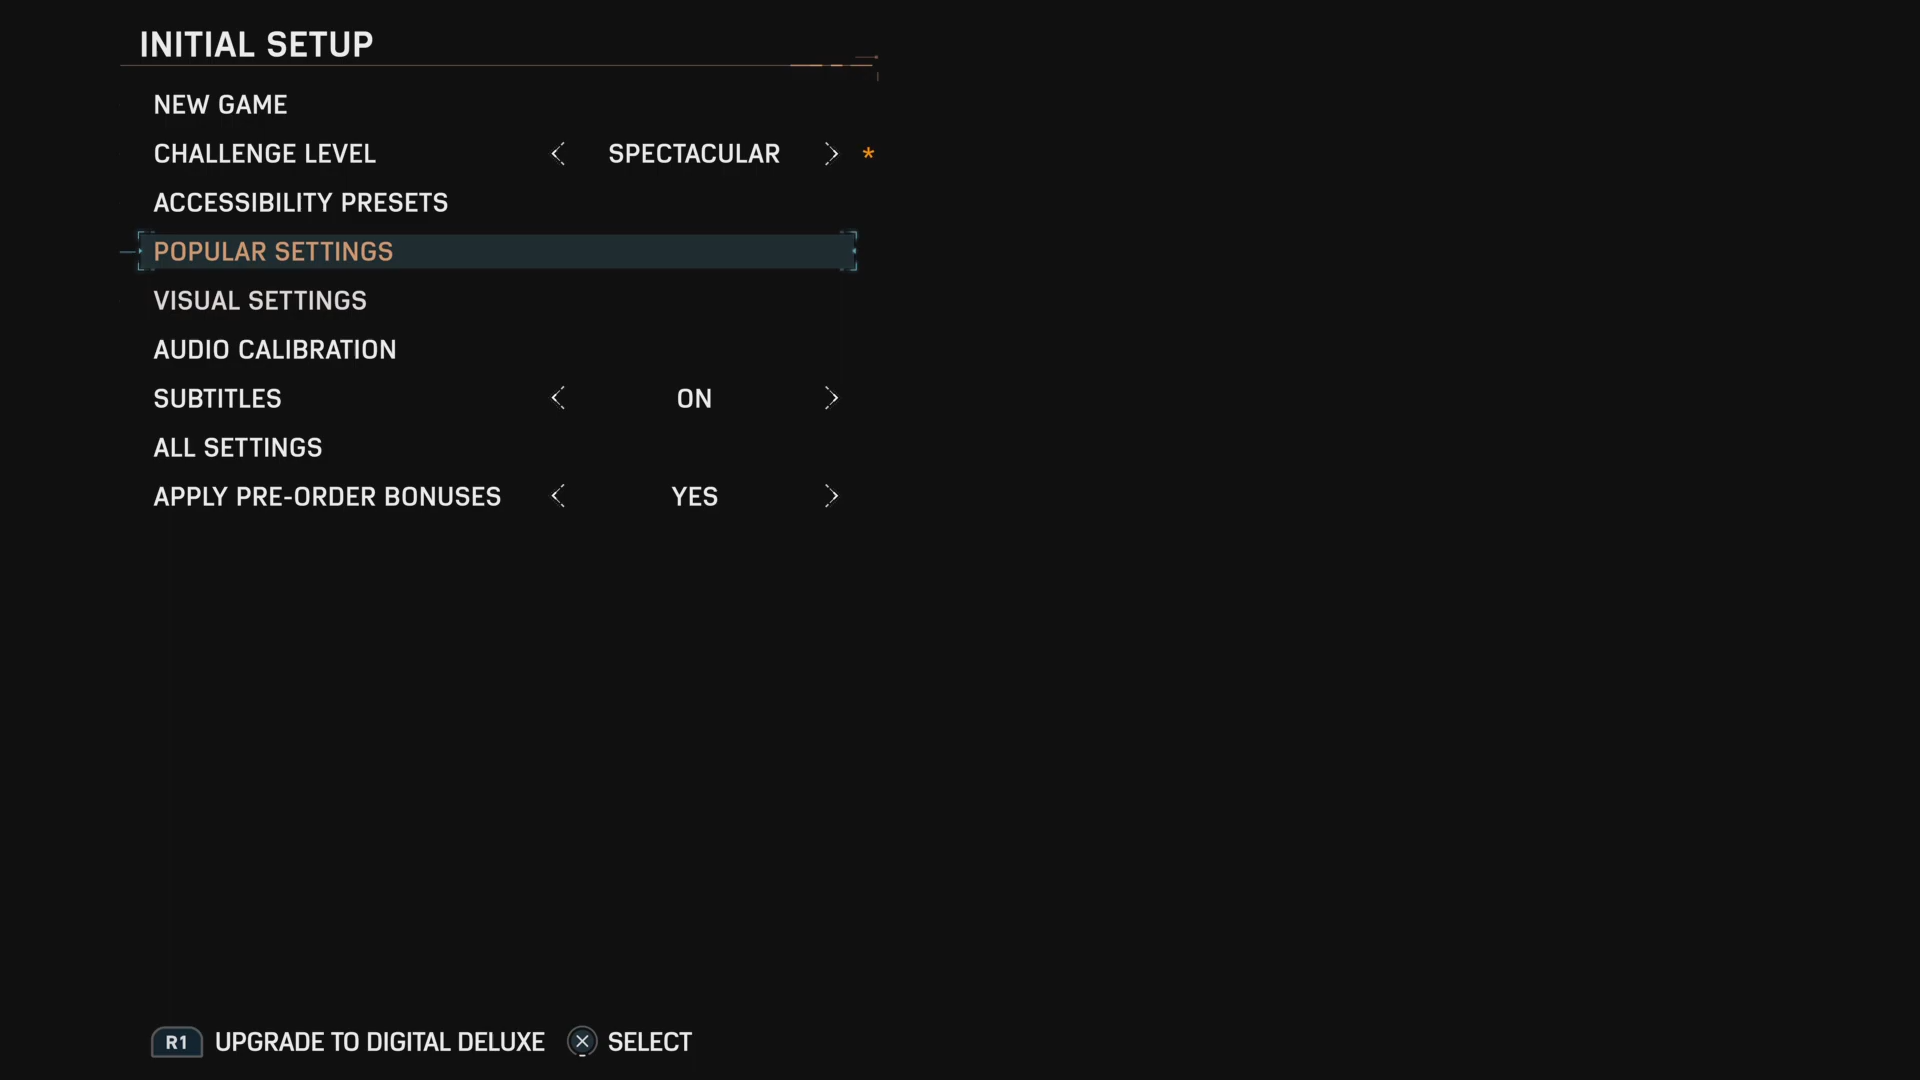 INITIAL SETUP
NEW GAME
CHALLENGE LEVEL SPECTACULAR *
ACCESSIBILITY PRESETS
POPULAR SETTINGS
VISUAL SETTINGS
AUDIO CALIBRATION
SUBTITLES ON
ALL SETTINGS
APPLY PRE-ORDER BONUSES YES
R1 UPGRADE TO DIGITAL DELUXE SELECT